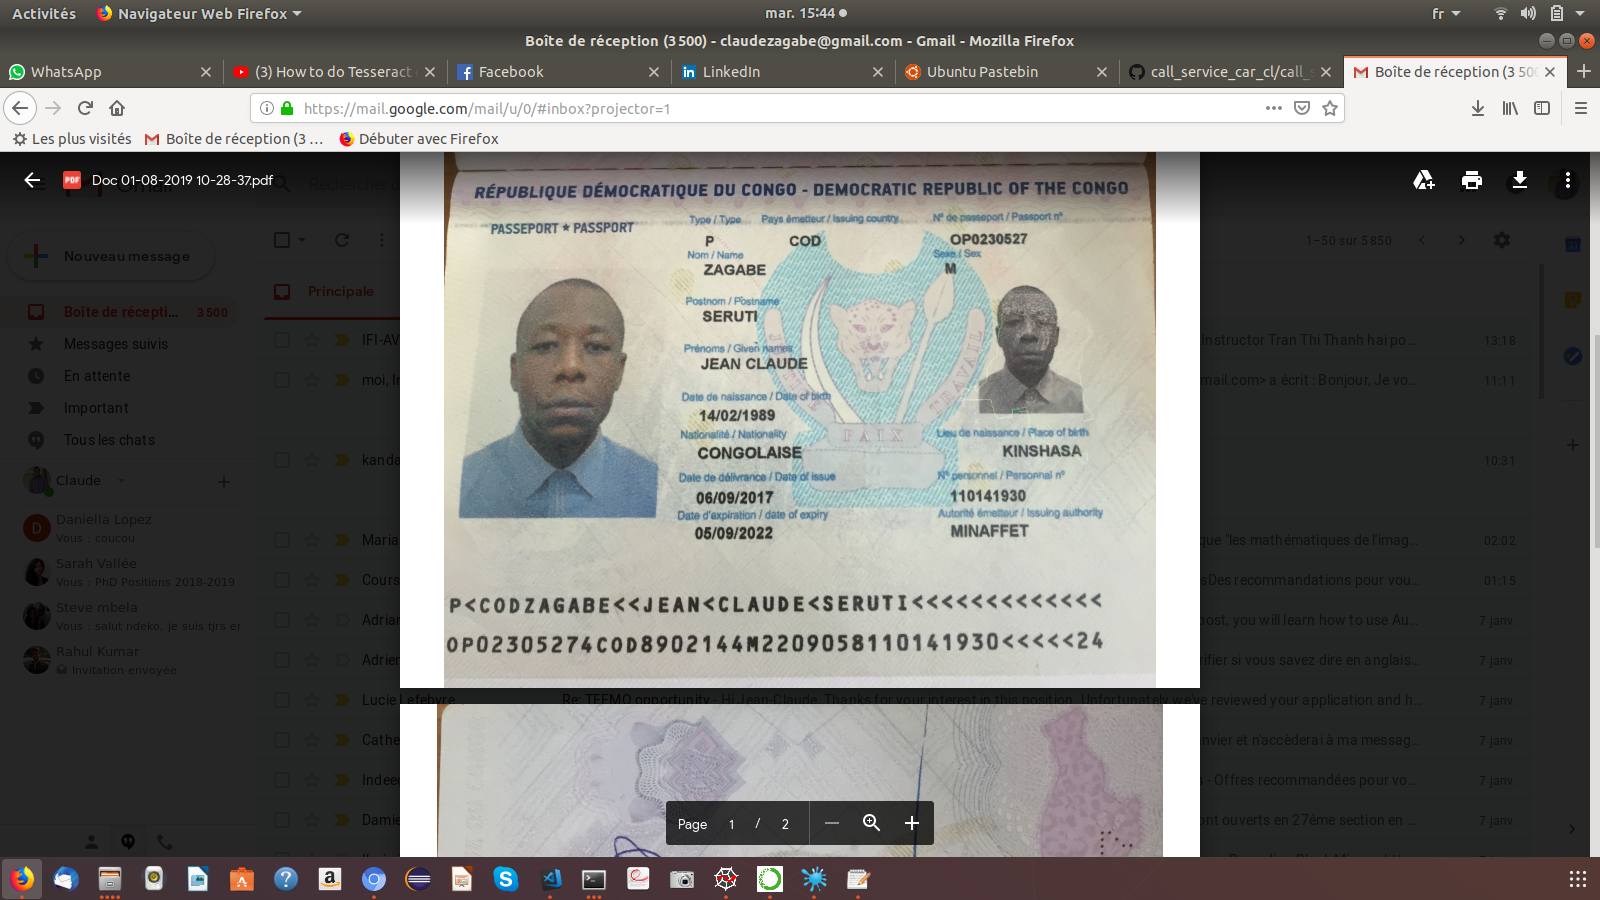 Activités
Navigateur Web Firefox
mar. 15:44
fr
Boîte de réception (3 500) - claudezagabe@gmail.com - Gmail - Mozilla Firefox
WhatsApp
(3) How to do Tesseract
Facebook
LinkedIn
Ubuntu Pastebin
call_service_car_cl/call_
Boîte de réception (3 500
https://mail.google.com/mail/u/0/#inbox?projector=1
Les plus visités
Boîte de réception (3 ...
Débuter avec Firefox
PDF
Doc 01-08-2019 10-28-37.pdf
RÉPUBLIQUE DÉMOCRATIQUE DU CONGO - DEMOCRATIC REPUBLIC OF THE CONGO
PASSEPORT ★ PASSPORT
Type / Type
Pays émetteur / Issuing country
N° de passeport / Passport n°
P
COD
OP0230527
Nom / Name
Sexe / Sex
ZAGABE
M
Postnom / Postname
SERUTI
Prénoms / Given names
JEAN CLAUDE
Date de naissance / Date of birth
14/02/1989
Nationalité / Nationality
Lieu de naissance / Place of birth
CONGOLAISE
KINSHASA
Date de délivrance / Date of issue
N° personnel / Personnal n°
06/09/2017
110141930
Date d'expiration / date of expiry
Autorité émetteur / Issuing authority
05/09/2022
MINAFFET
PAIX
TRAVAIL
P<CODZAGABE<<JEAN<CLAUDE<SERUTI<<<<<<<<<<<<<
OP02305274COD8902144M2209058110141930<<<<<24
Nouveau message
1–50 sur 5 850
Principale
Boîte de récepti... 3 500
Messages suivis
En attente
Important
Tous les chats
Claude
Daniella Lopez
Vous : coucou
Sarah Vallée
Vous : PhD Positions 2018-2019
Steve mbela
Vous : salut ndeko, je suis tjrs er
Rahul Kumar
Invitation envoyée
IFI-AV
Instructor Tran Thi Thanh hai po...
13:18
moi, I
mail.com> a écrit : Bonjour, Je vo...
11:11
kanda
10:31
Maria
que "les mathématiques de l'imag...
02:02
Cours
sDes recommandations pour vou...
01:15
Adrian
post, you will learn how to use Au...
7 janv.
Adrien
rifier si vous savez dire en anglais...
7 janv.
Lucie Lefebvre
Re: TEEMO opportunity - Hi Jean-Claude, Thanks for your interest in this position. Unfortunately we've reviewed your application and h...
7 janv.
Cathe
nvier et n'accèderai à ma messag...
7 janv.
Indeed
s - Offres recommandées pour vo...
7 janv.
Damie
ont ouverts en 27éme section en ...
7 janv.
Page 1 / 2